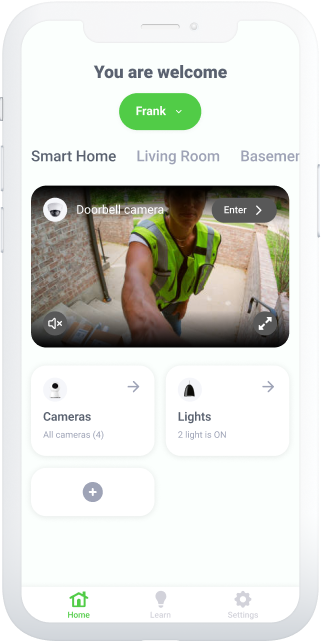 You are welcome
Frank
Smart Home Living Room Basemen
Doorbell camera
Enter
Cameras
All cameras (4)
Lights
2 light is ON
Home
Learn
Settings